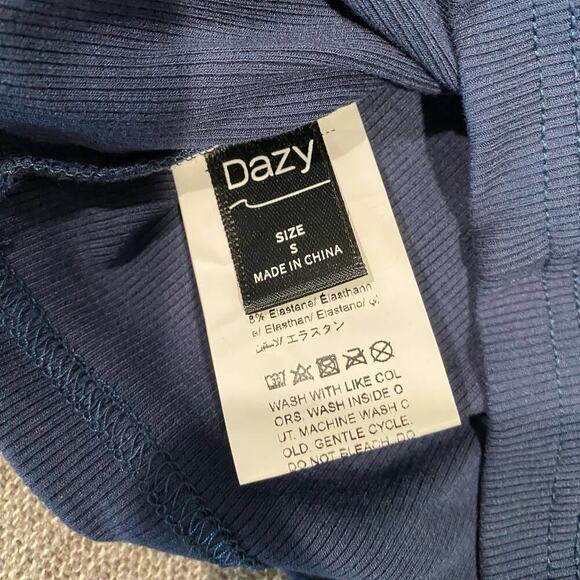 Dazy
SIZE
S
MADE IN CHINA
8% Elastane/ Élasthann
e/ Elasthan/ Elastano/
エラスタン
WASH WITH LIKE COL
ORS. WASH INSIDE O
UT. MACHINE WASH C
OLD. GENTLE CYCLE.
DO NOT BLEACH. DO